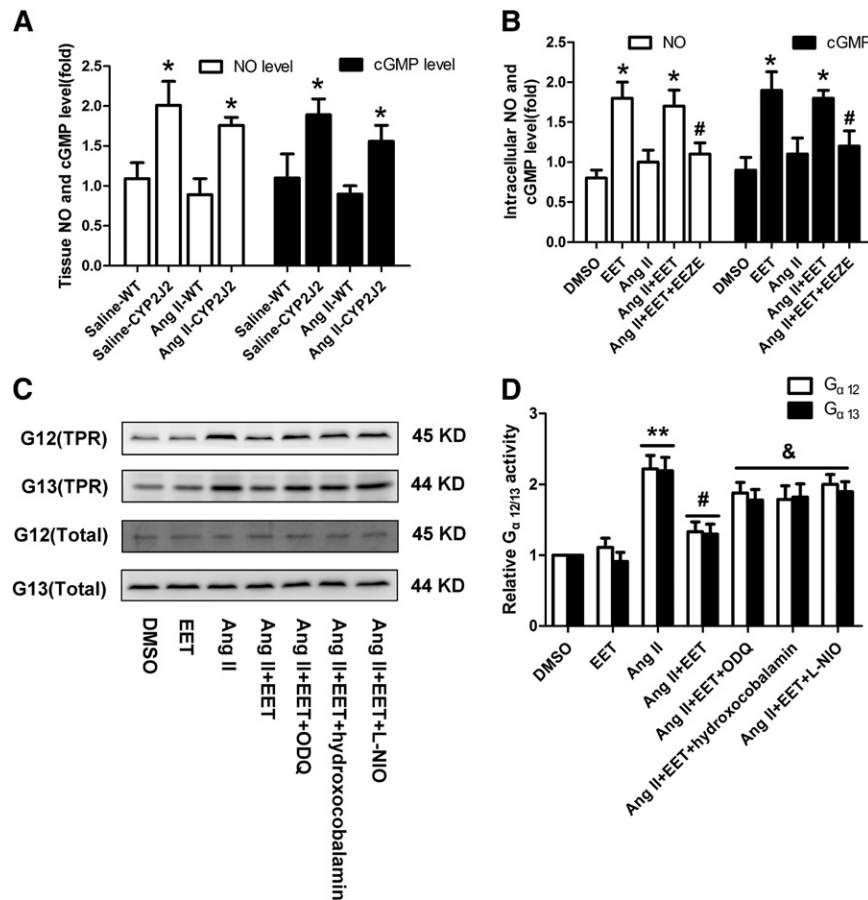 A
NO level
cGMP level
Tissue NO and cGMP level(fold)
2.5
2.0
1.5
1.0
0.5
0.0
*
*
*
*
Saline-WT
Saline-CYP2J2
Ang II-WT
Ang II-CYP2J2
Saline-WT
Saline-CYP2J2
Ang II-WT
Ang II-CYP2J2
B
NO
cGMP
Intracellular NO and
cGMP level(fold)
2.5
2.0
1.5
1.0
0.5
0.0
*
*
#
*
*
#
DMSO
EET
Ang II
Ang II+EET
Ang II+EET+EEZE
DMSO
EET
Ang II
Ang II+EET
Ang II+EET+EEZE
C
G12(TPR) 45 KD
G13(TPR) 44 KD
G12(Total) 45 KD
G13(Total) 44 KD
DMSO
EET
Ang II
Ang II+EET
Ang II+EET+ODQ
Ang II+EET+hydroxocobalamin
Ang II+EET+L-NIO
D
Gα 12
Gα 13
Relative Gα 12/13 activity
3
2
1
0
**
#
&
DMSO
EET
Ang II
Ang II+EET
Ang II+EET+ODQ
Ang II+EET+hydroxocobalamin
Ang II+EET+L-NIO